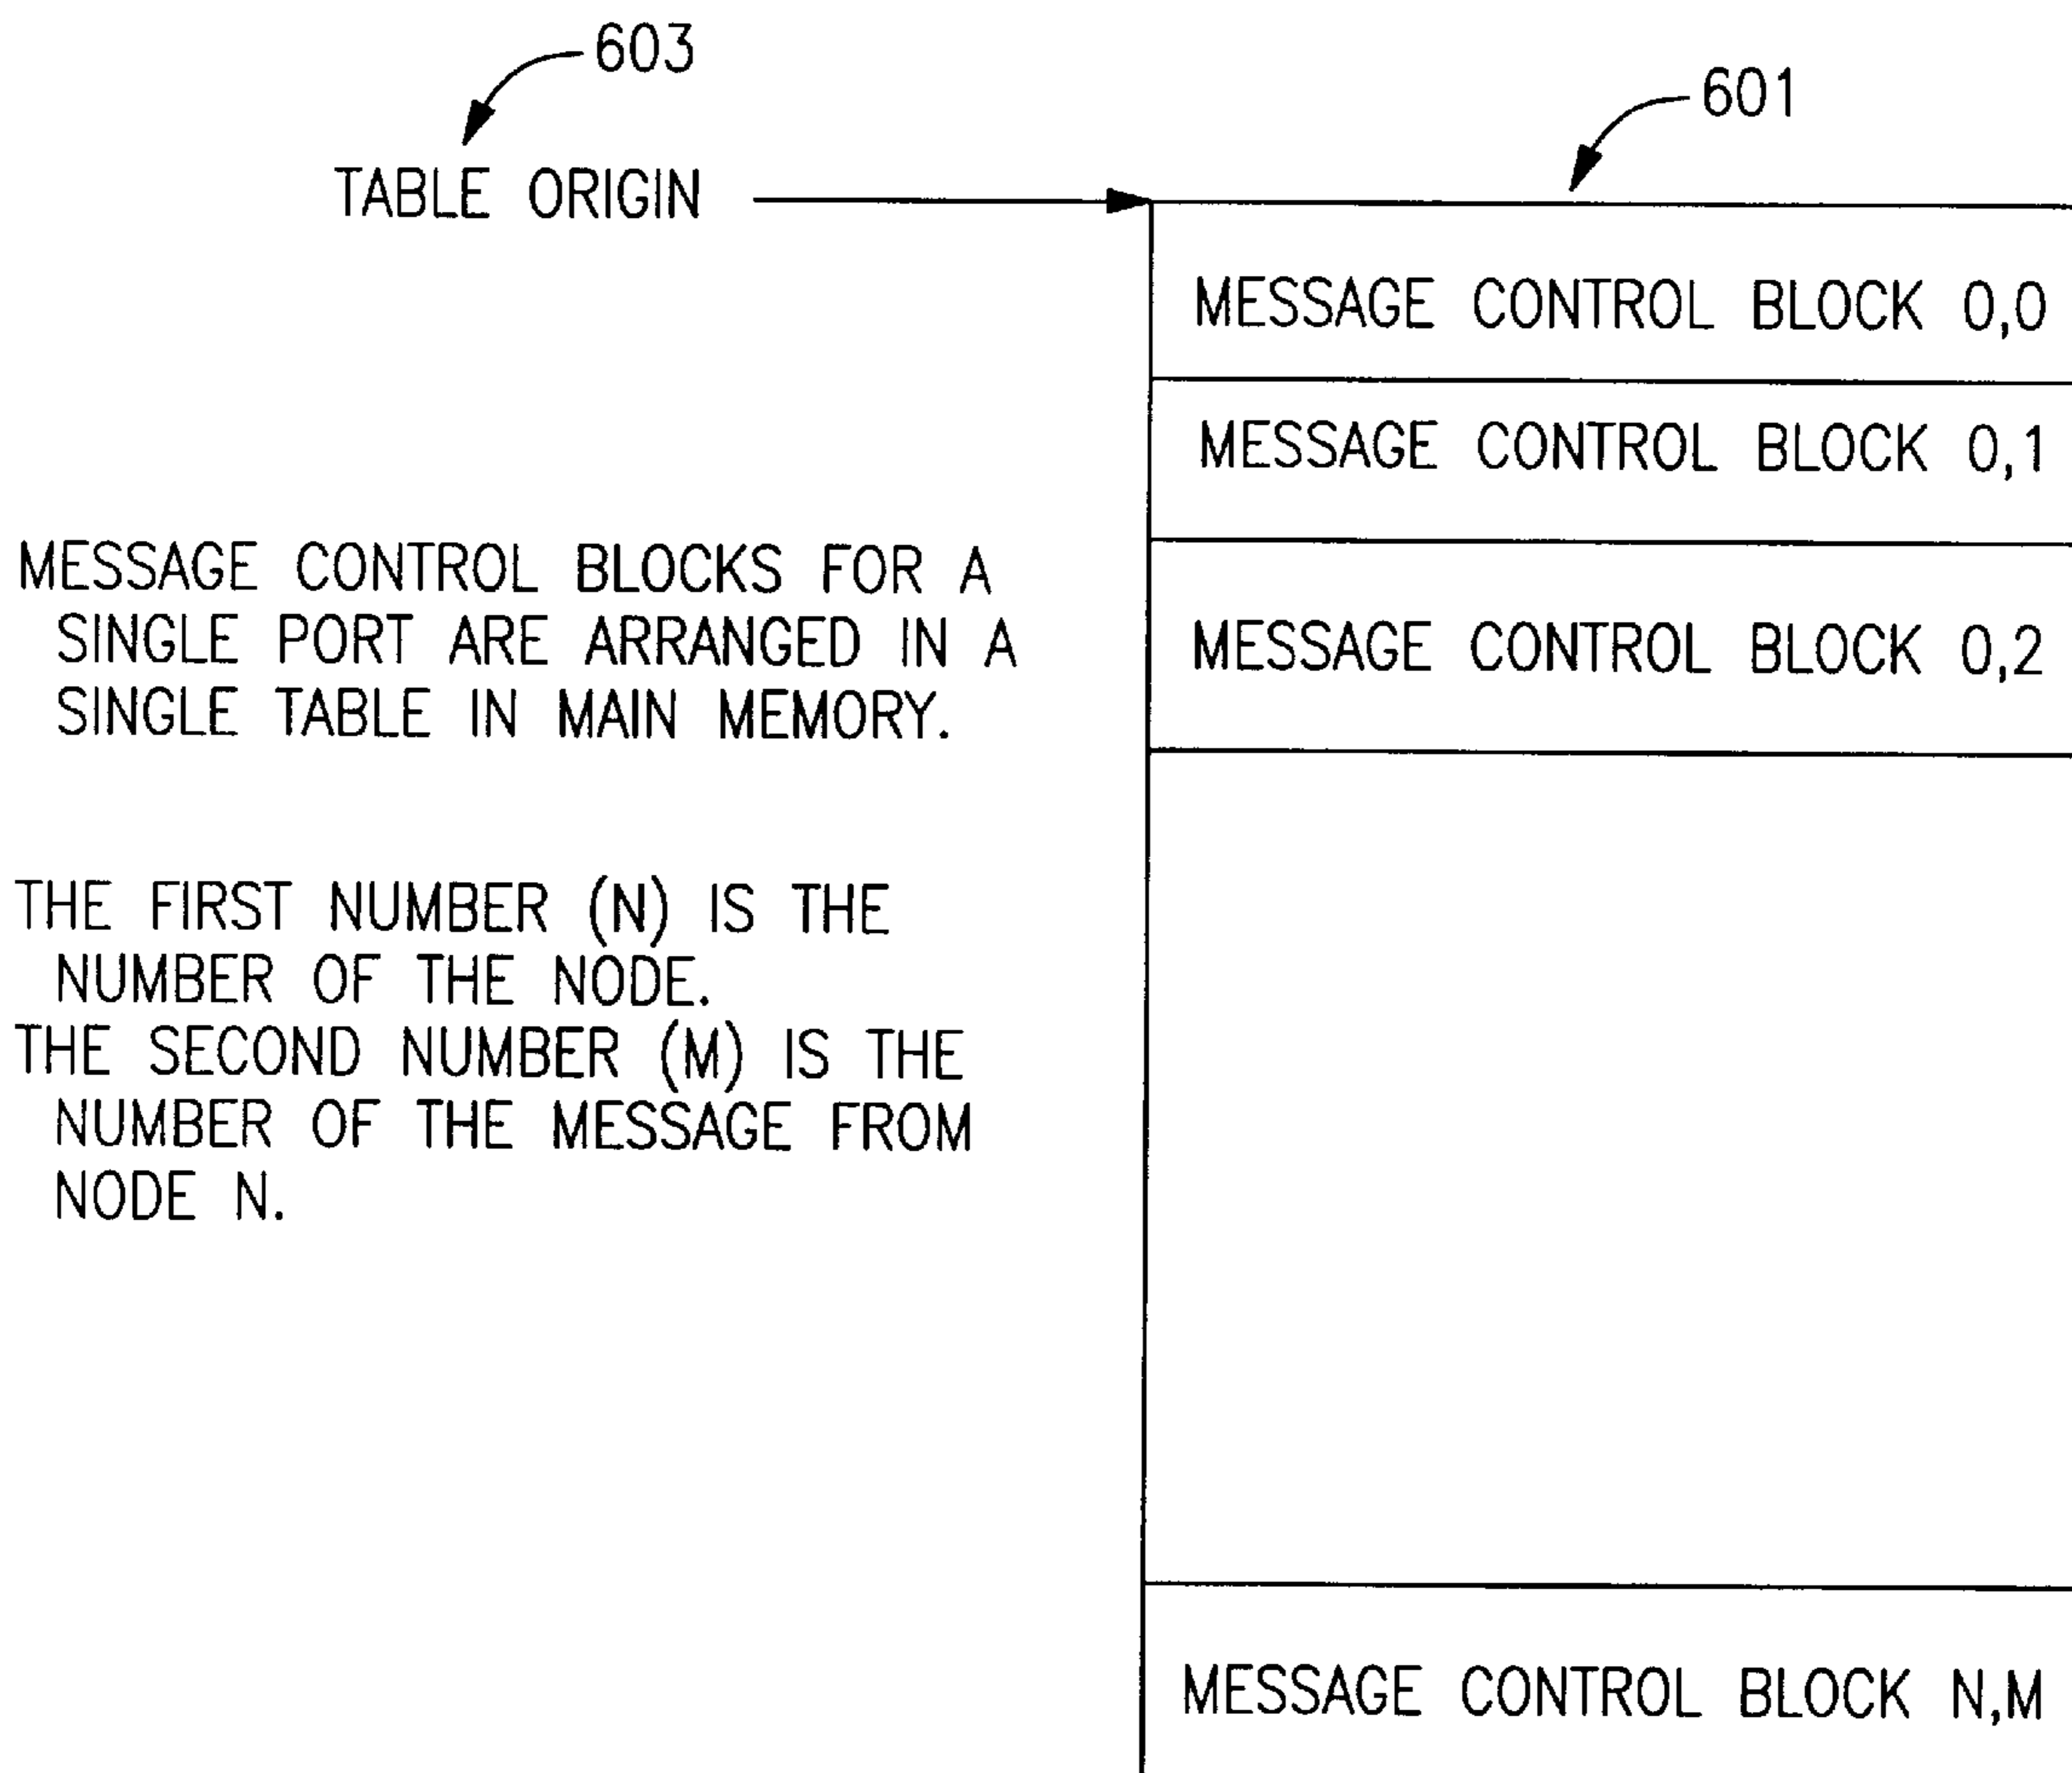 603
601
TABLE ORIGIN
MESSAGE CONTROL BLOCK 0,0
MESSAGE CONTROL BLOCK 0,1
MESSAGE CONTROL BLOCKS FOR A
SINGLE PORT ARE ARRANGED IN A
SINGLE TABLE IN MAIN MEMORY.
MESSAGE CONTROL BLOCK 0,2
THE FIRST NUMBER (N) IS THE
NUMBER OF THE NODE.
THE SECOND NUMBER (M) IS THE
NUMBER OF THE MESSAGE FROM
NODE N.
MESSAGE CONTROL BLOCK N,M